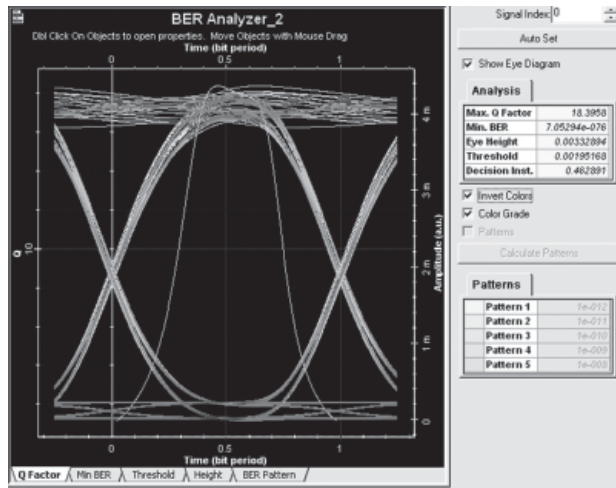 BER Analyzer_2
Dbl Click On Objects to open properties. Move Objects with Mouse Drag
Time (bit period)
0 0.5 1
Q
10
Amplitude (a.u.)
4 m
3 m
2 m
1 m
0
0 0.5 1
Time (bit period)
Q Factor Min BER Threshold Height BER Pattern
Signal Index: 0
Auto Set
Show Eye Diagram
Analysis
Max. Q Factor 18.3958
Min. BER 7.05294e-076
Eye Height 0.00332894
Threshold 0.00195168
Decision Inst. 0.462891
Invert Colors
Color Grade
Patterns
Calculate Patterns
Patterns
Pattern 1 1e-012
Pattern 2 1e-011
Pattern 3 1e-010
Pattern 4 1e-009
Pattern 5 1e-008